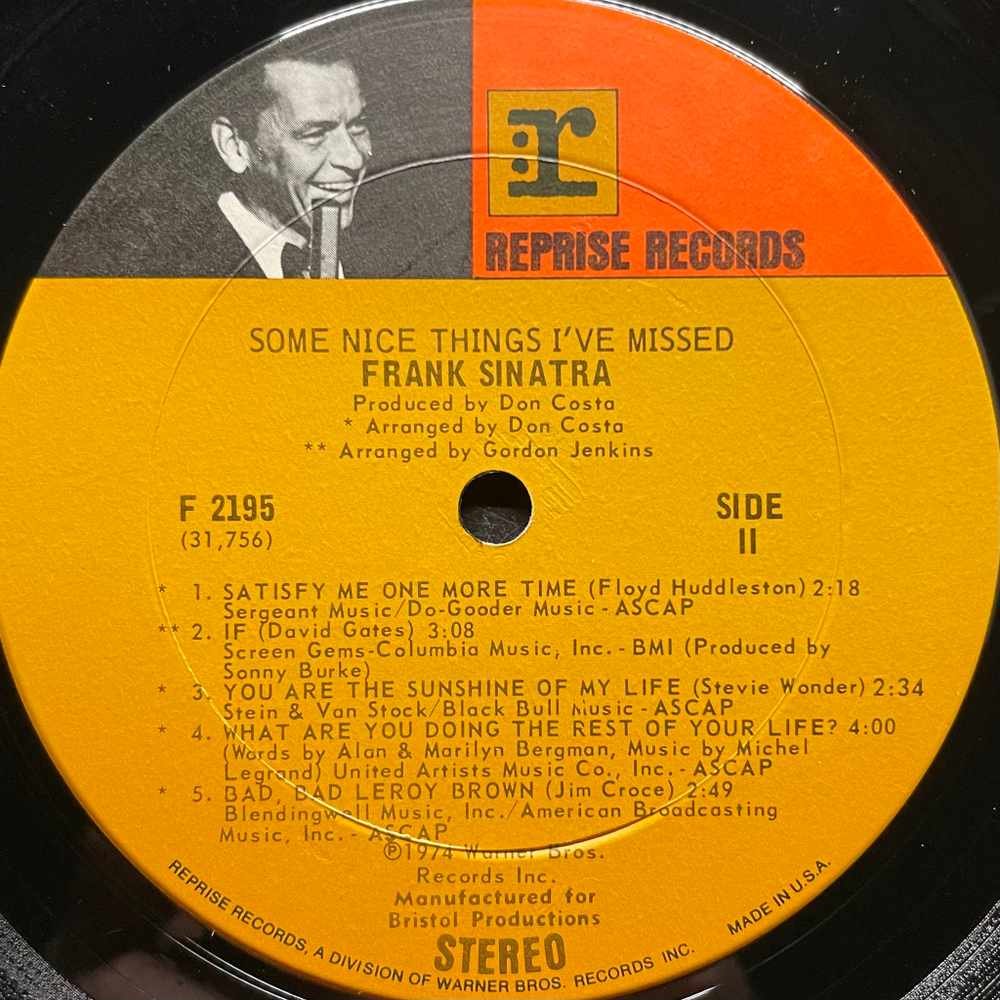 :r
REPRISE RECORDS
SOME NICE THINGS I'VE MISSED
FRANK SINATRA
Produced by Don Costa
* Arranged by Don Costa
** Arranged by Gordon Jenkins
F 2195
(31,756)
SIDE
II
* 1. SATISFY ME ONE MORE TIME (Floyd Huddleston) 2:18
Sergeant Music/Do-Gooder Music - ASCAP
** 2. IF (David Gates) 3:08
Screen Gems-Columbia Music, Inc. - BMI (Produced by
Sonny Burke)
* 3. YOU ARE THE SUNSHINE OF MY LIFE (Stevie Wonder) 2:34
Stein & Van Stock/Black Bull Music - ASCAP
* 4. WHAT ARE YOU DOING THE REST OF YOUR LIFE? 4:00
(Words by Alan & Marilyn Bergman, Music by Michel
Legrand) United Artists Music Co., Inc. - ASCAP
* 5. BAD, BAD LEROY BROWN (Jim Croce) 2:49
Blendingwell Music, Inc./American Broadcasting
Music, Inc. - ASCAP
℗1974 Warner Bros.
Records Inc.
Manufactured for
Bristol Productions
STEREO
REPRISE RECORDS, A DIVISION OF WARNER BROS. RECORDS INC. MADE IN U.S.A.